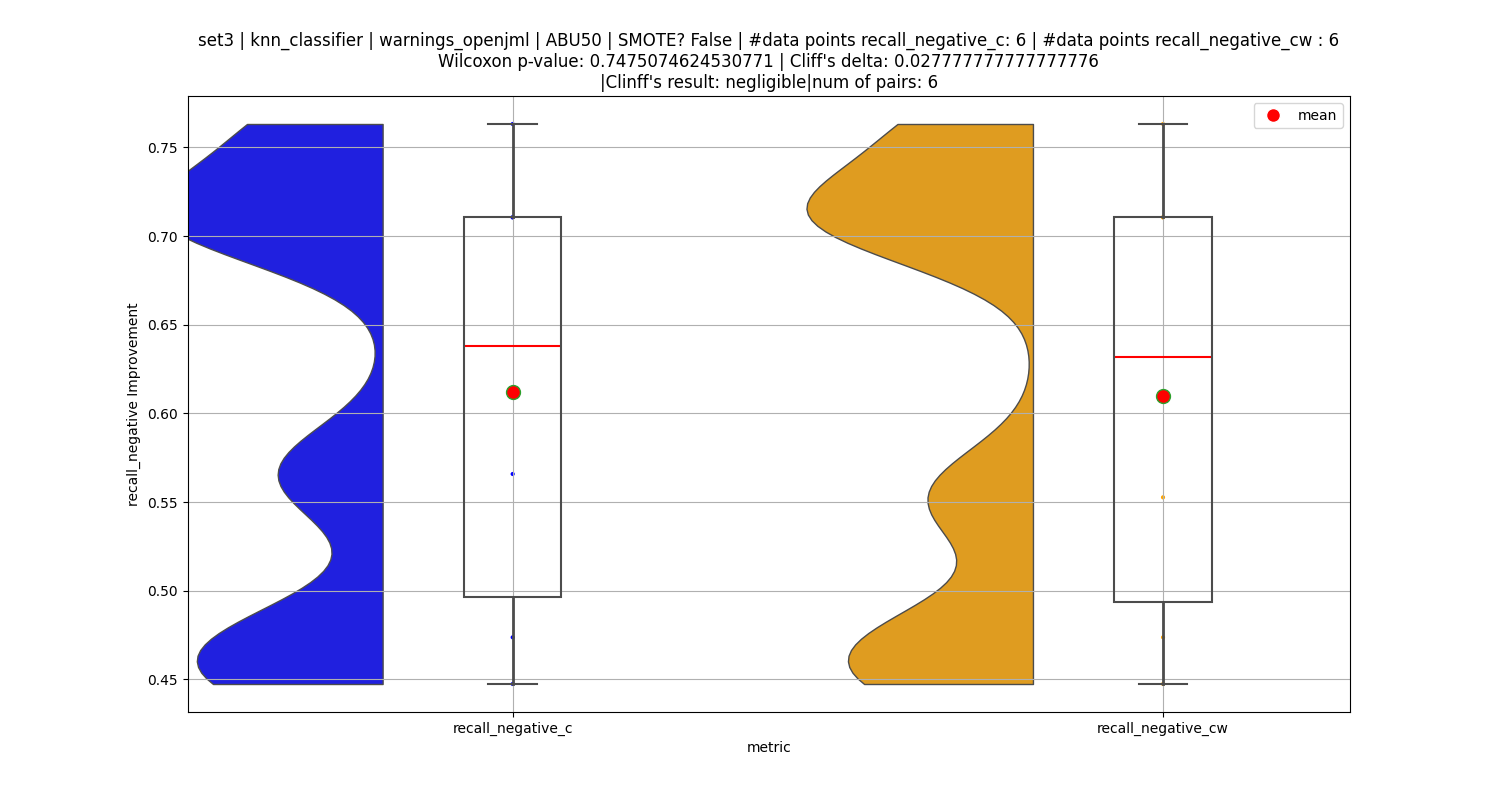 set3 | knn_classifier | warnings_openjml | ABU50 | SMOTE? False | #data points recall_negative_c: 6 | #data points recall_negative_cw : 6
Wilcoxon p-value: 0.7475074624530771 | Cliff's delta: 0.027777777777777776
|Clinff's result: negligible|num of pairs: 6
mean
0.75
0.70
0.65
0.60
0.55
0.50
0.45
recall_negative Improvement
recall_negative_c
recall_negative_cw
metric